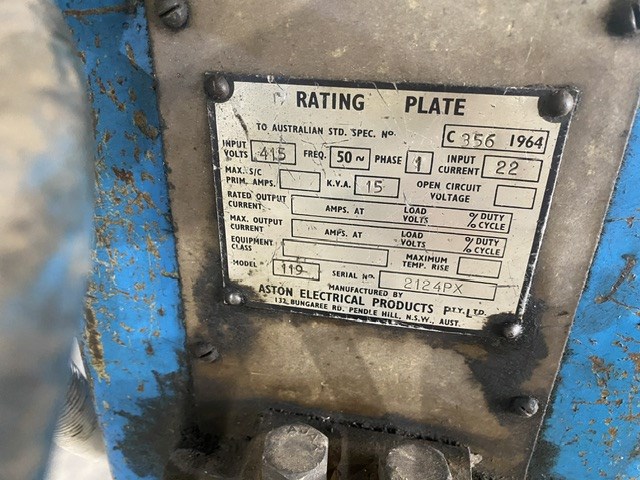 RATING PLATE
TO AUSTRALIAN STD. SPEC. NO. C 356 1964
INPUT VOLTS 415 FREQ. 50~ PHASE 1 INPUT CURRENT 22
MAX. S/C PRIM. AMPS. K.V.A. 15 OPEN CIRCUIT VOLTAGE
RATED OUTPUT CURRENT AMPS. AT LOAD VOLTS % DUTY CYCLE
MAX. OUTPUT CURRENT AMPS. AT LOAD VOLTS % DUTY CYCLE
EQUIPMENT CLASS MAXIMUM TEMP. RISE
MODEL 119 SERIAL NO. 2124PX
MANUFACTURED BY
ASTON ELECTRICAL PRODUCTS PTY. LTD.
132, BUNGAREE RD. PENDLE HILL, N.S.W., AUST.